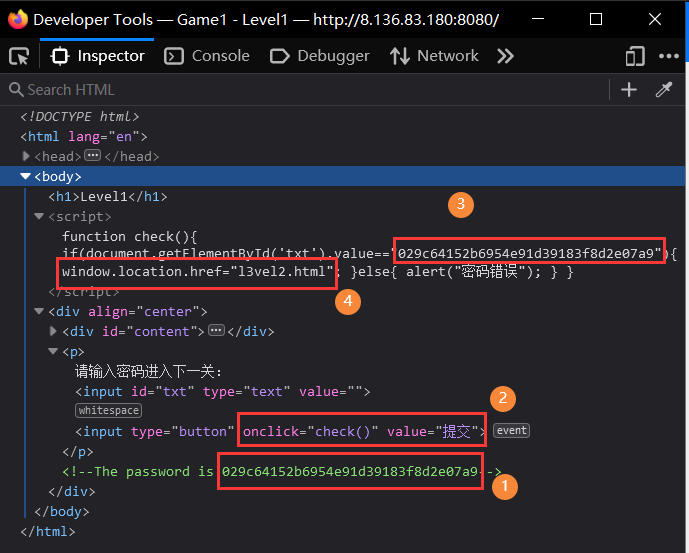 Developer Tools — Game1 - Level1 — http://8.136.83.180:8080/
Inspector Console Debugger Network
Search HTML
<!DOCTYPE html>
<html lang="en">
<head> ••• </head>
<body>
<h1>Level1</h1>
3
<script>
function check(){
if(document.getElementById('txt').value=="029c64152b6954e91d39183f8d2e07a9"){
window.location.href="l3vel2.html"; }else{ alert("密码错误"); } }
4
</script>
<div align="center">
<div id="content"> ••• </div>
<p>
请输入密码进入下一关:
<input id="txt" type="text" value="">
2
whitespace
<input type="button" onclick="check()" value="提交"> event
</p>
<!--The password is 029c64152b6954e91d39183f8d2e07a9-->
1
</div>
</body>
</html>